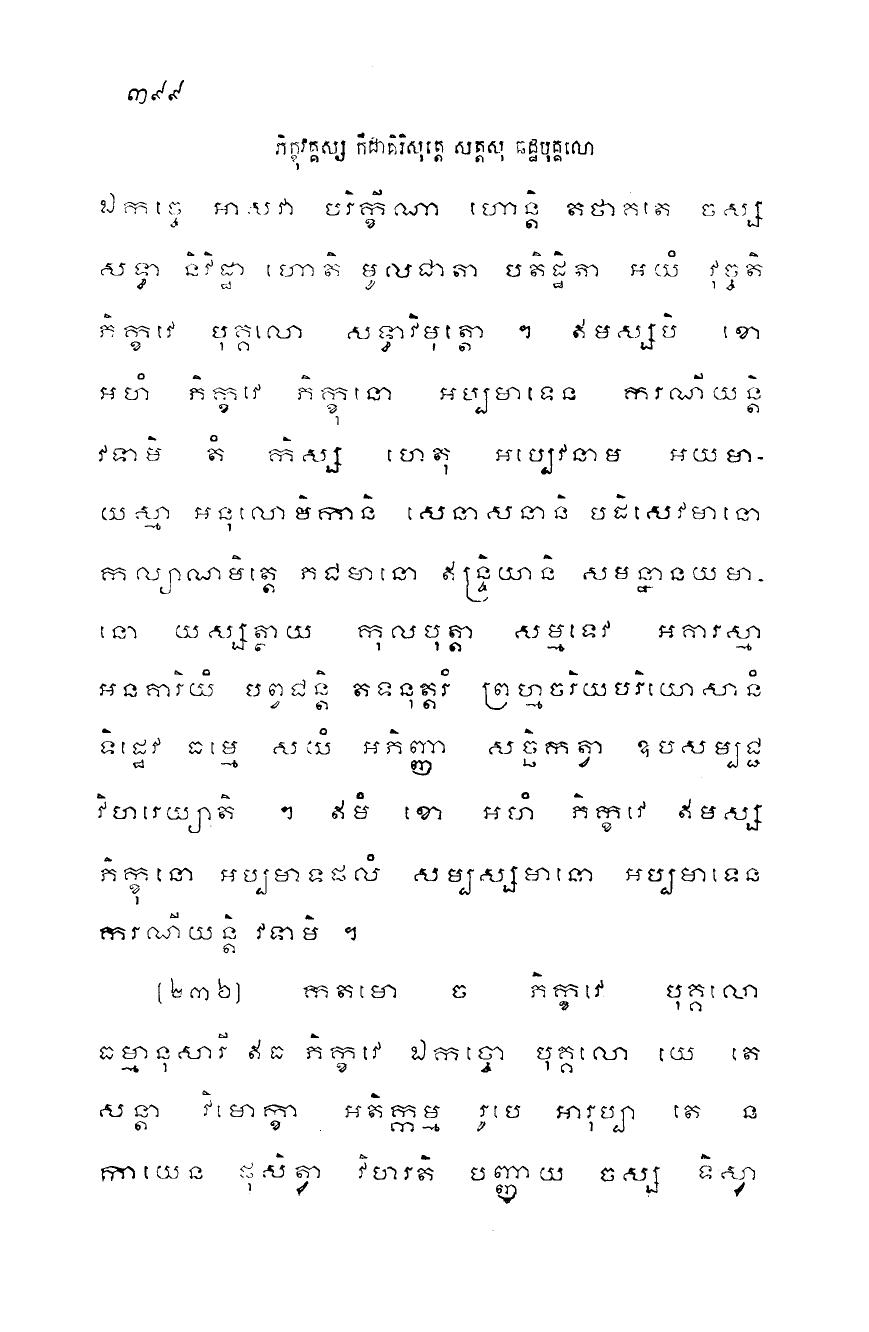 ៣៩៩
ភិក្ខុវគ្គស្ស កីដាគិរិសុត្តេ សត្តសុ ឆដ្ឋបុគ្គលោ
ឯកច្ចេ អាសវា បរិក្ខីណា ហោន្តិ តថាគតេ ចស្ស
សទ្ធា និវិដ្ឋា ហោតិ មូលជាតា បតិដ្ឋិតា អយំ វុច្ចតិ
ភិក្ខវេ បុគ្គលោ សទ្ធាវិមុត្តោ ។ ឥមស្សបិ ខោ
អហំ ភិក្ខវេ ភិក្ខុនោ អប្បមាទេន ករណីយន្តិ
វទាមិ តំ កិស្ស ហេតុ អប្បេវនាម អយមា-
យស្មា អនុលោមិកានិ សេនាសនានិ បដិសេវមានោ
កល្យាណមិត្តេ ភជមានោ ឥន្ទ្រិយានិ សមន្នានយមា-
នោ យស្សត្ថាយ កុលបុត្តា សម្មទេវ អគារស្មា
អនគារិយំ បព្វជន្តិ តទនុត្តរំ ព្រហ្មចរិយបរិយោសានំ
ទិដ្ឋេវ ធម្មេ សយំ អភិញ្ញា សច្ឆិកត្វា ឧបសម្បជ្ជ
វិហរេយ្យាតិ ។ ឥមំ ខោ អហំ ភិក្ខវេ ឥមស្ស
ភិក្ខុនោ អប្បមាទផលំ សម្បស្សមានោ អប្បមាទេន
ករណីយន្តិ វទាមិ ។
[២៣៦] កតមោ ច ភិក្ខវេ បុគ្គលោ
ធម្មានុសារី ឥធ ភិក្ខវេ ឯកច្ចោ បុគ្គលោ យេ តេ
សន្តា វិមោក្ខា អតិក្កម្ម រូបេ អារុប្បា តេ ន
កាយេន ផុសិត្វា វិហរតិ បញ្ញាយ ចស្ស ទិស្វា